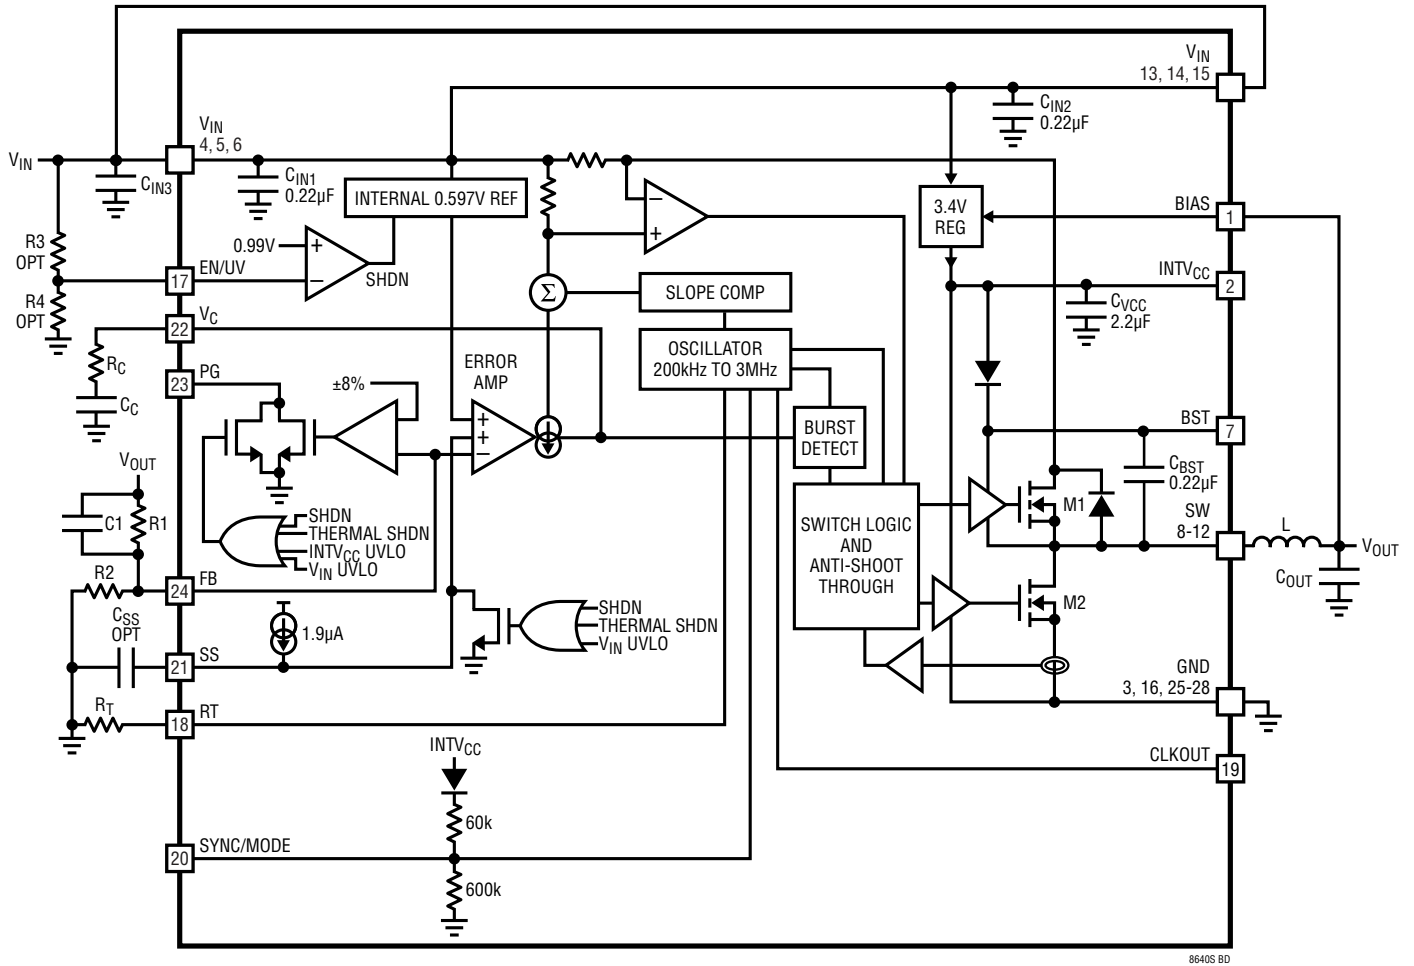 VIN
13, 14, 15
CIN2
0.22µF
VIN
4, 5, 6
VIN
CIN3
CIN1
0.22µF
INTERNAL 0.597V REF
–
+
3.4V
REG
BIAS
1
R3
OPT
0.99V
+
–
SHDN
EN/UV
17
INTVCC
2
Σ
SLOPE COMP
CVCC
2.2µF
R4
OPT
VC
22
OSCILLATOR
200kHz TO 3MHz
RC
PG
23
±8%
ERROR
AMP
CC
+
+
–
BURST
DETECT
BST
7
VOUT
CBST
0.22µF
C1
R1
SHDN
THERMAL SHDN
INTVCC UVLO
VIN UVLO
SWITCH LOGIC
AND
ANTI-SHOOT
THROUGH
M1
SW
8-12
L
VOUT
COUT
R2
FB
24
M2
CSS
OPT
1.9µA
SHDN
THERMAL SHDN
VIN UVLO
SS
21
GND
3, 16, 25-28
RT
RT
18
INTVCC
CLKOUT
19
60k
SYNC/MODE
20
600k
8640S BD